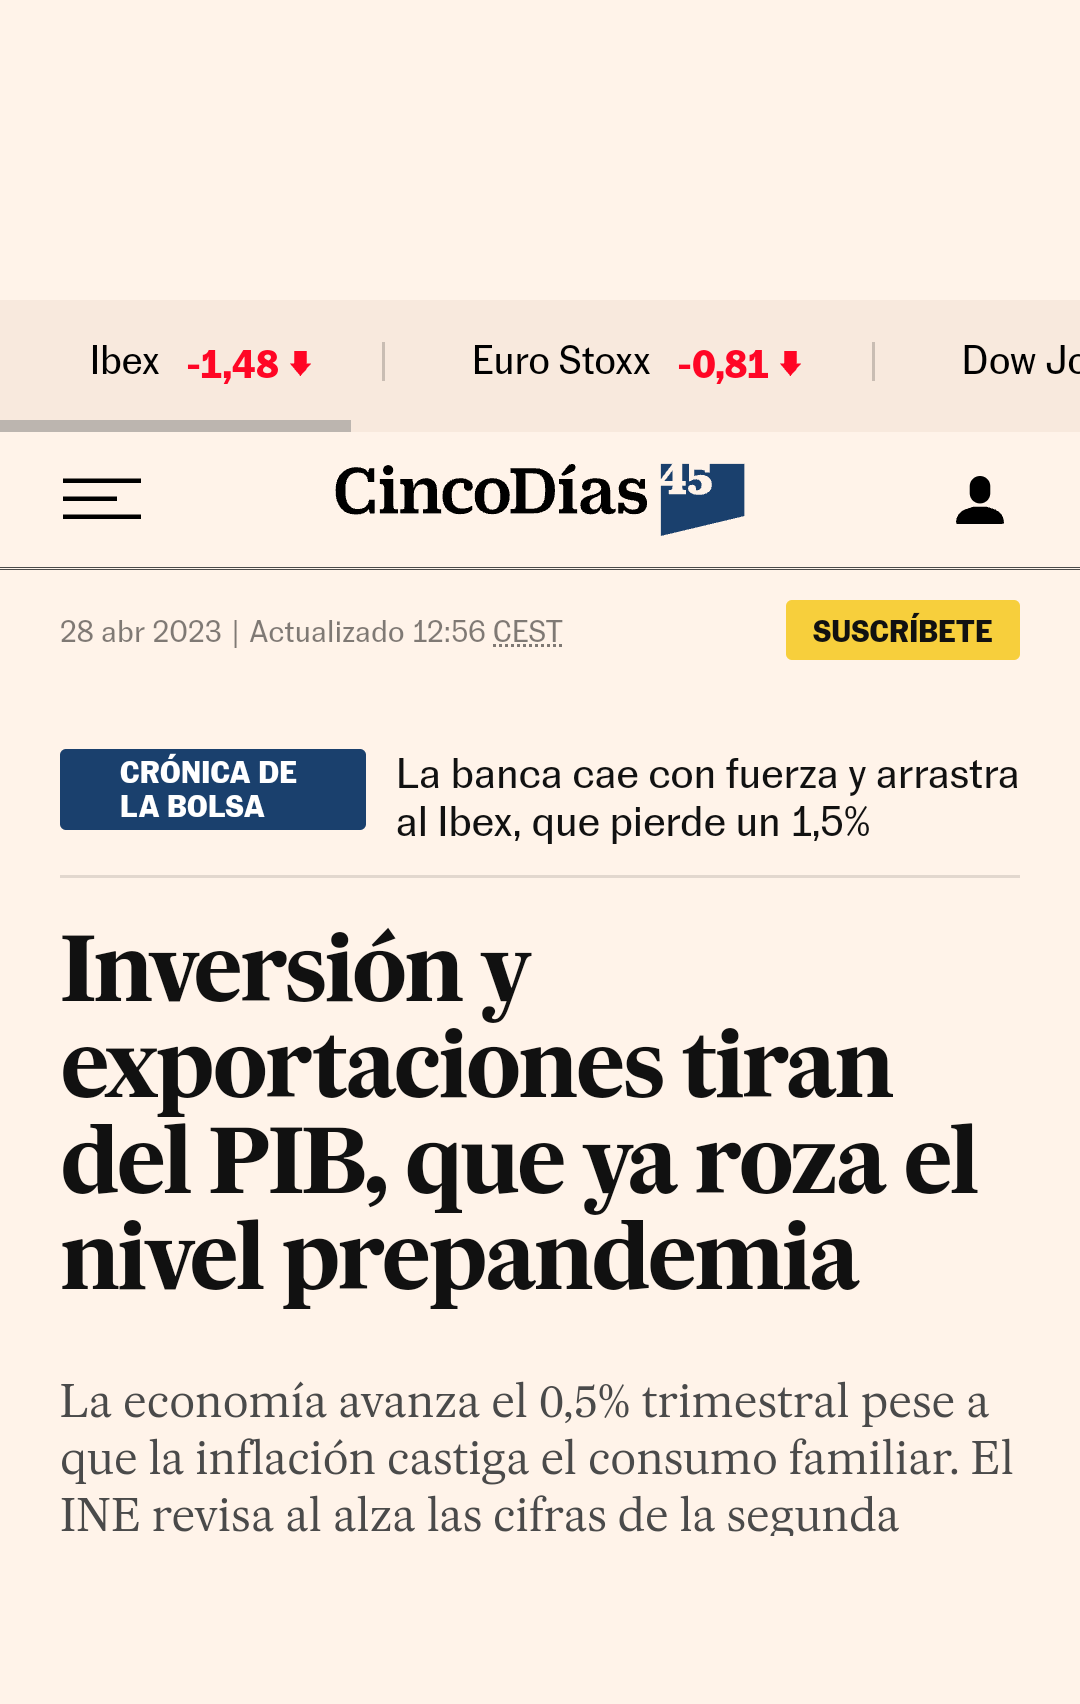 Ibex -1,48 Euro Stoxx -0,81 Dow Jo
CincoDías 45
28 abr 2023 | Actualizado 12:56 CEST SUSCRÍBETE
CRÓNICA DE
LA BOLSA
La banca cae con fuerza y arrastra
al Ibex, que pierde un 1,5%
Inversión y
exportaciones tiran
del PIB, que ya roza el
nivel prepandemia
La economía avanza el 0,5% trimestral pese a
que la inflación castiga el consumo familiar. El
INE revisa al alza las cifras de la segunda